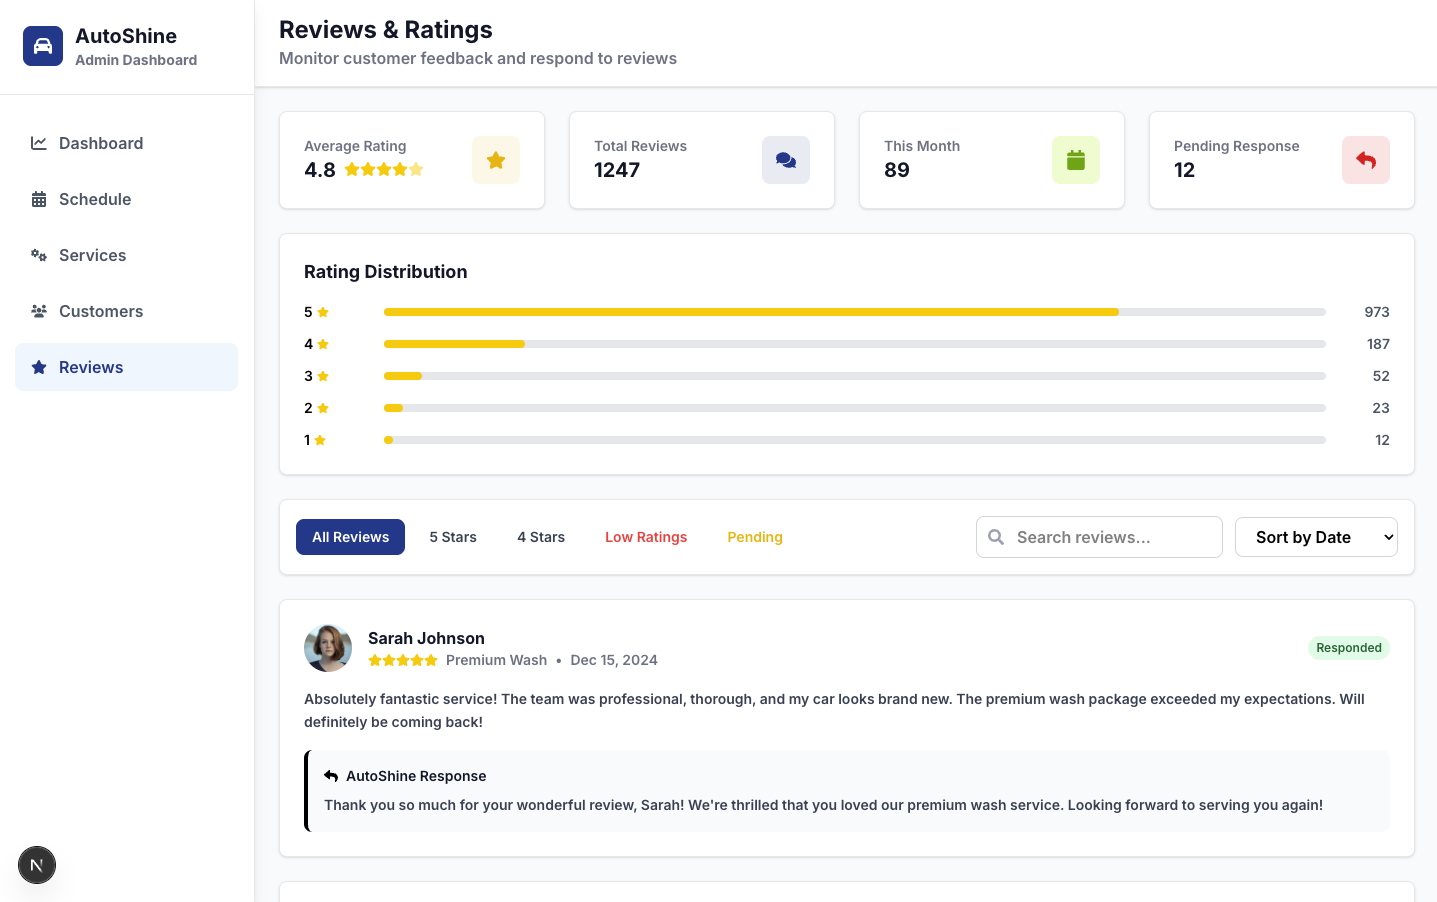 AutoShine
Admin Dashboard
Dashboard
Schedule
Services
Customers
Reviews
N
Reviews & Ratings
Monitor customer feedback and respond to reviews
Average Rating
4.8
Total Reviews
1247
This Month
89
Pending Response
12
Rating Distribution
5 973
4 187
3 52
2 23
1 12
All Reviews 5 Stars 4 Stars Low Ratings Pending Search reviews... Sort by Date
Sarah Johnson
Premium Wash • Dec 15, 2024
Responded
Absolutely fantastic service! The team was professional, thorough, and my car looks brand new. The premium wash package exceeded my expectations. Will
definitely be coming back!
AutoShine Response
Thank you so much for your wonderful review, Sarah! We're thrilled that you loved our premium wash service. Looking forward to serving you again!